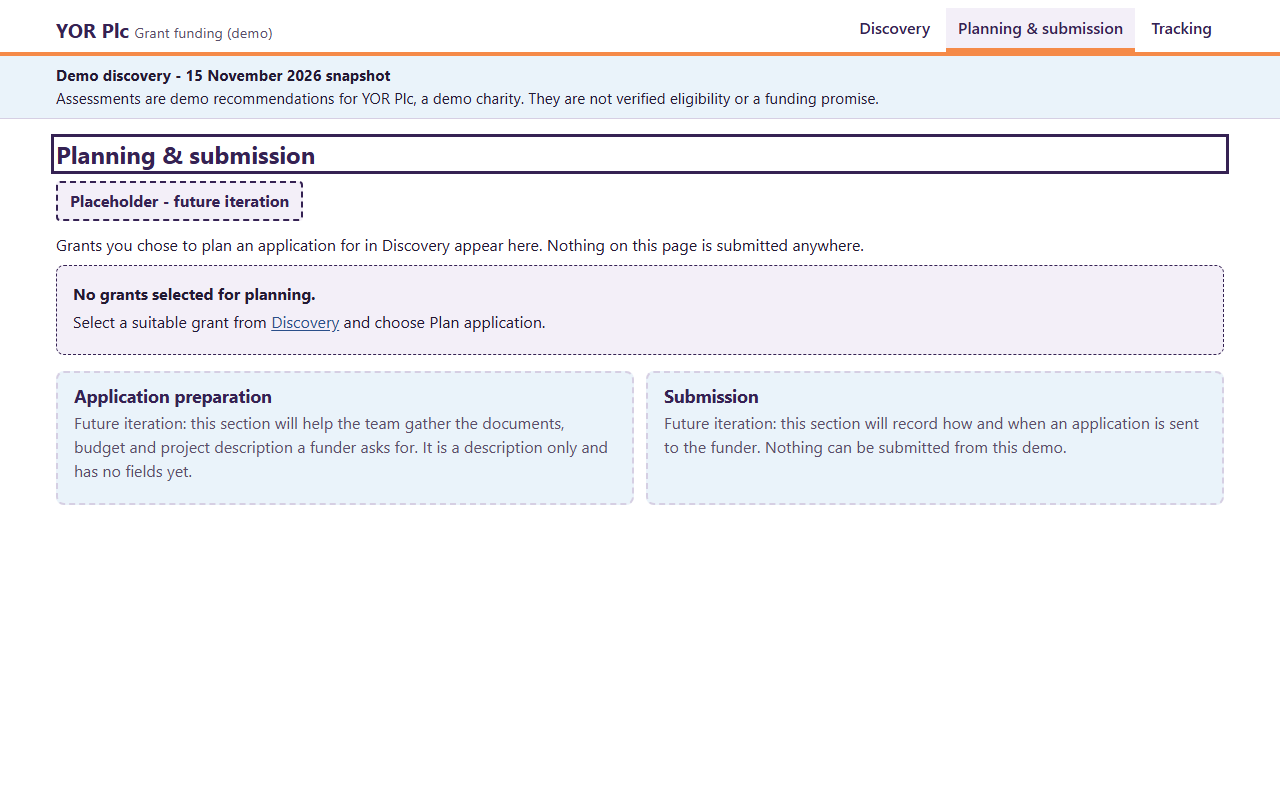 YOR Plc Grant funding (demo)
Discovery
Planning & submission
Tracking
Demo discovery - 15 November 2026 snapshot
Assessments are demo recommendations for YOR Plc, a demo charity. They are not verified eligibility or a funding promise.
Planning & submission
Placeholder - future iteration
Grants you chose to plan an application for in Discovery appear here. Nothing on this page is submitted anywhere.
No grants selected for planning.
Select a suitable grant from Discovery and choose Plan application.
Application preparation
Future iteration: this section will help the team gather the documents,
budget and project description a funder asks for. It is a description only and
has no fields yet.
Submission
Future iteration: this section will record how and when an application is sent
to the funder. Nothing can be submitted from this demo.